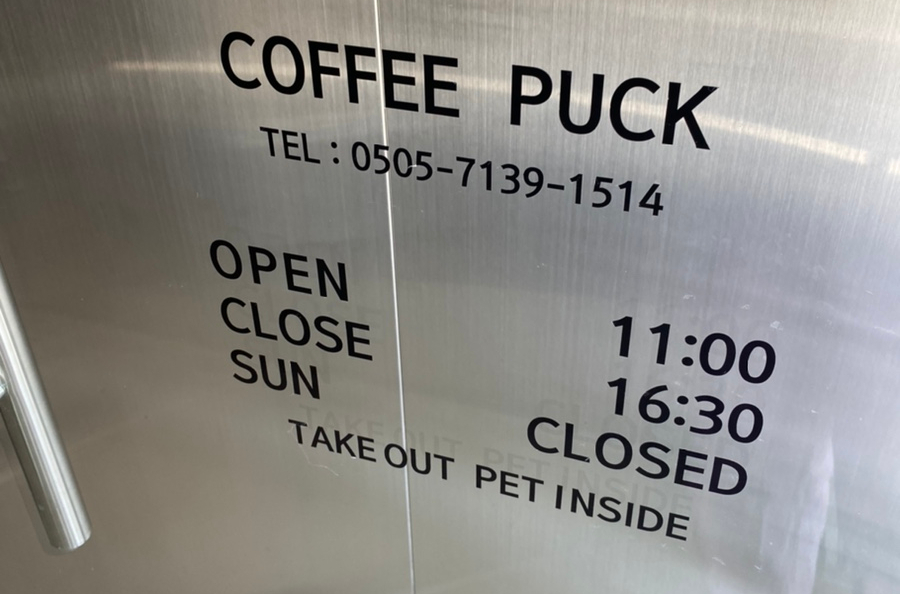 COFFEE PUCK
TEL : 0505-7139-1514
OPEN 11:00
CLOSE 16:30
SUN CLOSED
TAKE OUT PET INSIDE